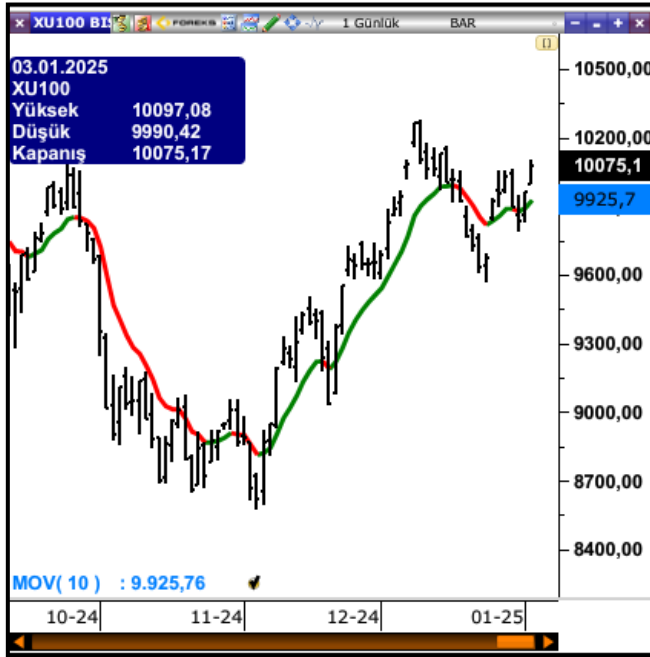 XU100 BI FOREKS 1 Günlük BAR
03.01.2025
XU100
Yüksek 10097,08
Düşük 9990,42
Kapanış 10075,17
10500,00
10200,00
10075,1
9925,7
9600,00
9300,00
9000,00
8700,00
8400,00
MOV( 10 ) : 9.925,76
10-24 11-24 12-24 01-25